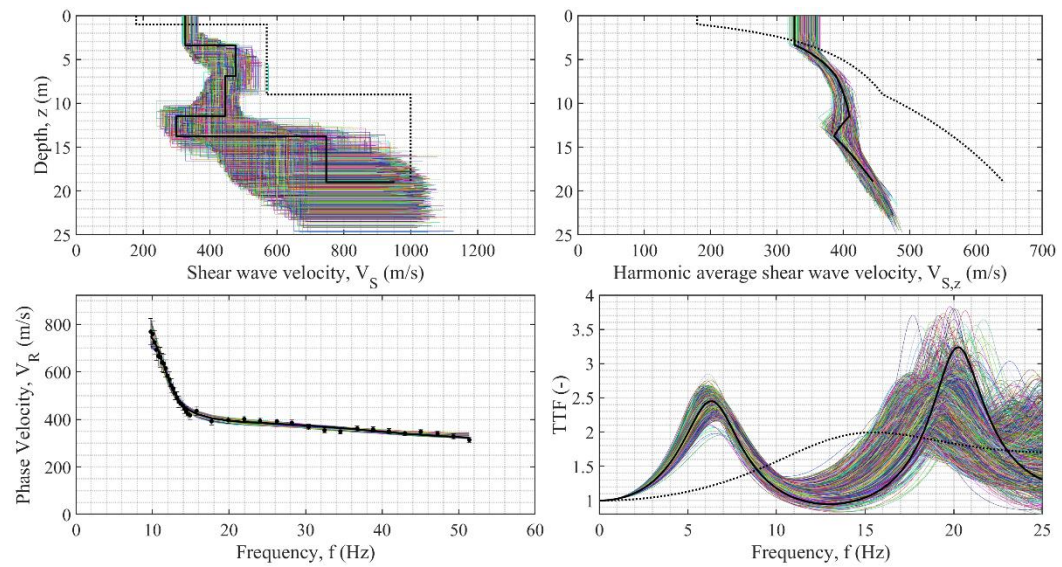 0
5
10
15
20
25
Depth, z (m)
0 200 400 600 800 1000 1200
Shear wave velocity, V_S (m/s)
0
5
10
15
20
25
0 100 200 300 400 500 600 700
Harmonic average shear wave velocity, V_S,z (m/s)
800
600
400
200
0
Phase Velocity, V_R (m/s)
0 10 20 30 40 50 60
Frequency, f (Hz)
4
3.5
3
2.5
2
1.5
1
TTF (-)
0 5 10 15 20 25
Frequency, f (Hz)